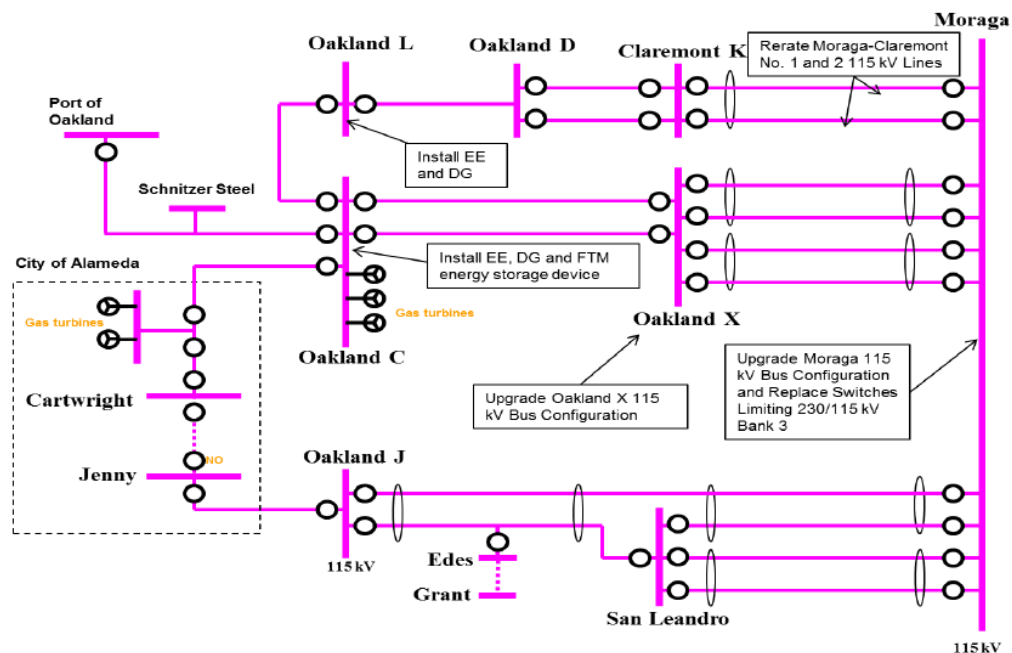 Moraga
Oakland L
Oakland D
Claremont K
Rerate Moraga-Claremont
No. 1 and 2 115 kV Lines
Port of
Oakland
Install EE
and DG
Schnitzer Steel
City of Alameda
Install EE, DG and FTM
energy storage device
Gas turbines
Gas turbines
Oakland C
Oakland X
Cartwright
Upgrade Oakland X 115
kV Bus Configuration
Upgrade Moraga 115
kV Bus Configuration
and Replace Switches
Limiting 230/115 kV
Bank 3
Jenny
NO
Oakland J
115 kV
Edes
Grant
San Leandro
115 kV